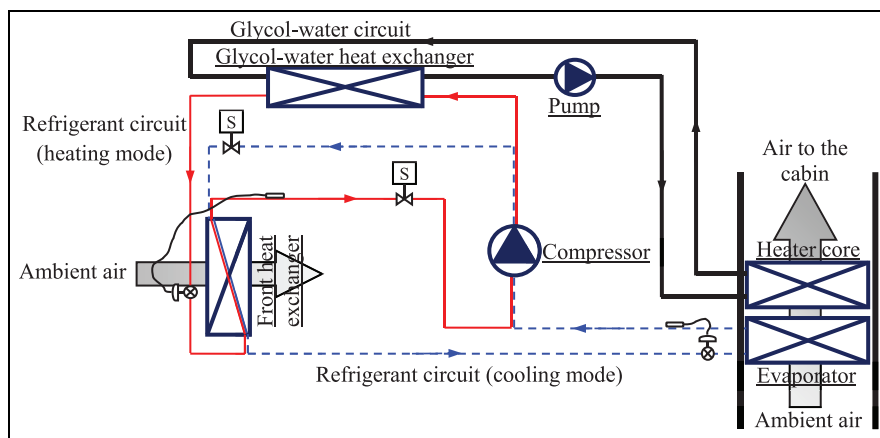 Glycol-water circuit
Glycol-water heat exchanger
Pump
Refrigerant circuit
(heating mode)
S
S
Air to the
cabin
Compressor
Heater core
Ambient air
Front heat
exchanger
Refrigerant circuit (cooling mode)
Evaporator
Ambient air